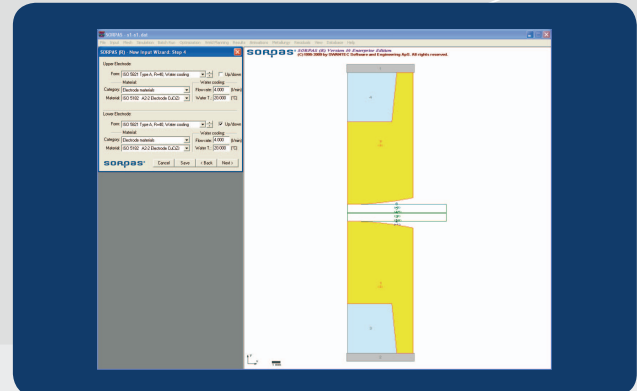 SORPAS - s1-s1.dat
SORPAS (R) - New Input Wizard: Step 4
SORPAS® SORPAS (R) Version 9: Enterprise Edition
(C)1999-2009 by SWANTEC Software and Engineering ApS. All rights reserved.
Upper Electrode
Form: ISO 5821 Type A, R=40, Water cooling Up/down
Material Water cooling
Category: Electrode materials Flow rate: 4.000 (l/min)
Material: ISO 5182 A2.2 Electrode CuCrZr Water T.: 20.000 (°C)
Lower Electrode
Form: ISO 5821 Type A, R=40, Water cooling Up/down
Material Water cooling
Category: Electrode materials Flow rate: 4.000 (l/min)
Material: ISO 5182 A2.2 Electrode CuCrZr Water T.: 20.000 (°C)
SORPAS® Cancel Save < Back Next >